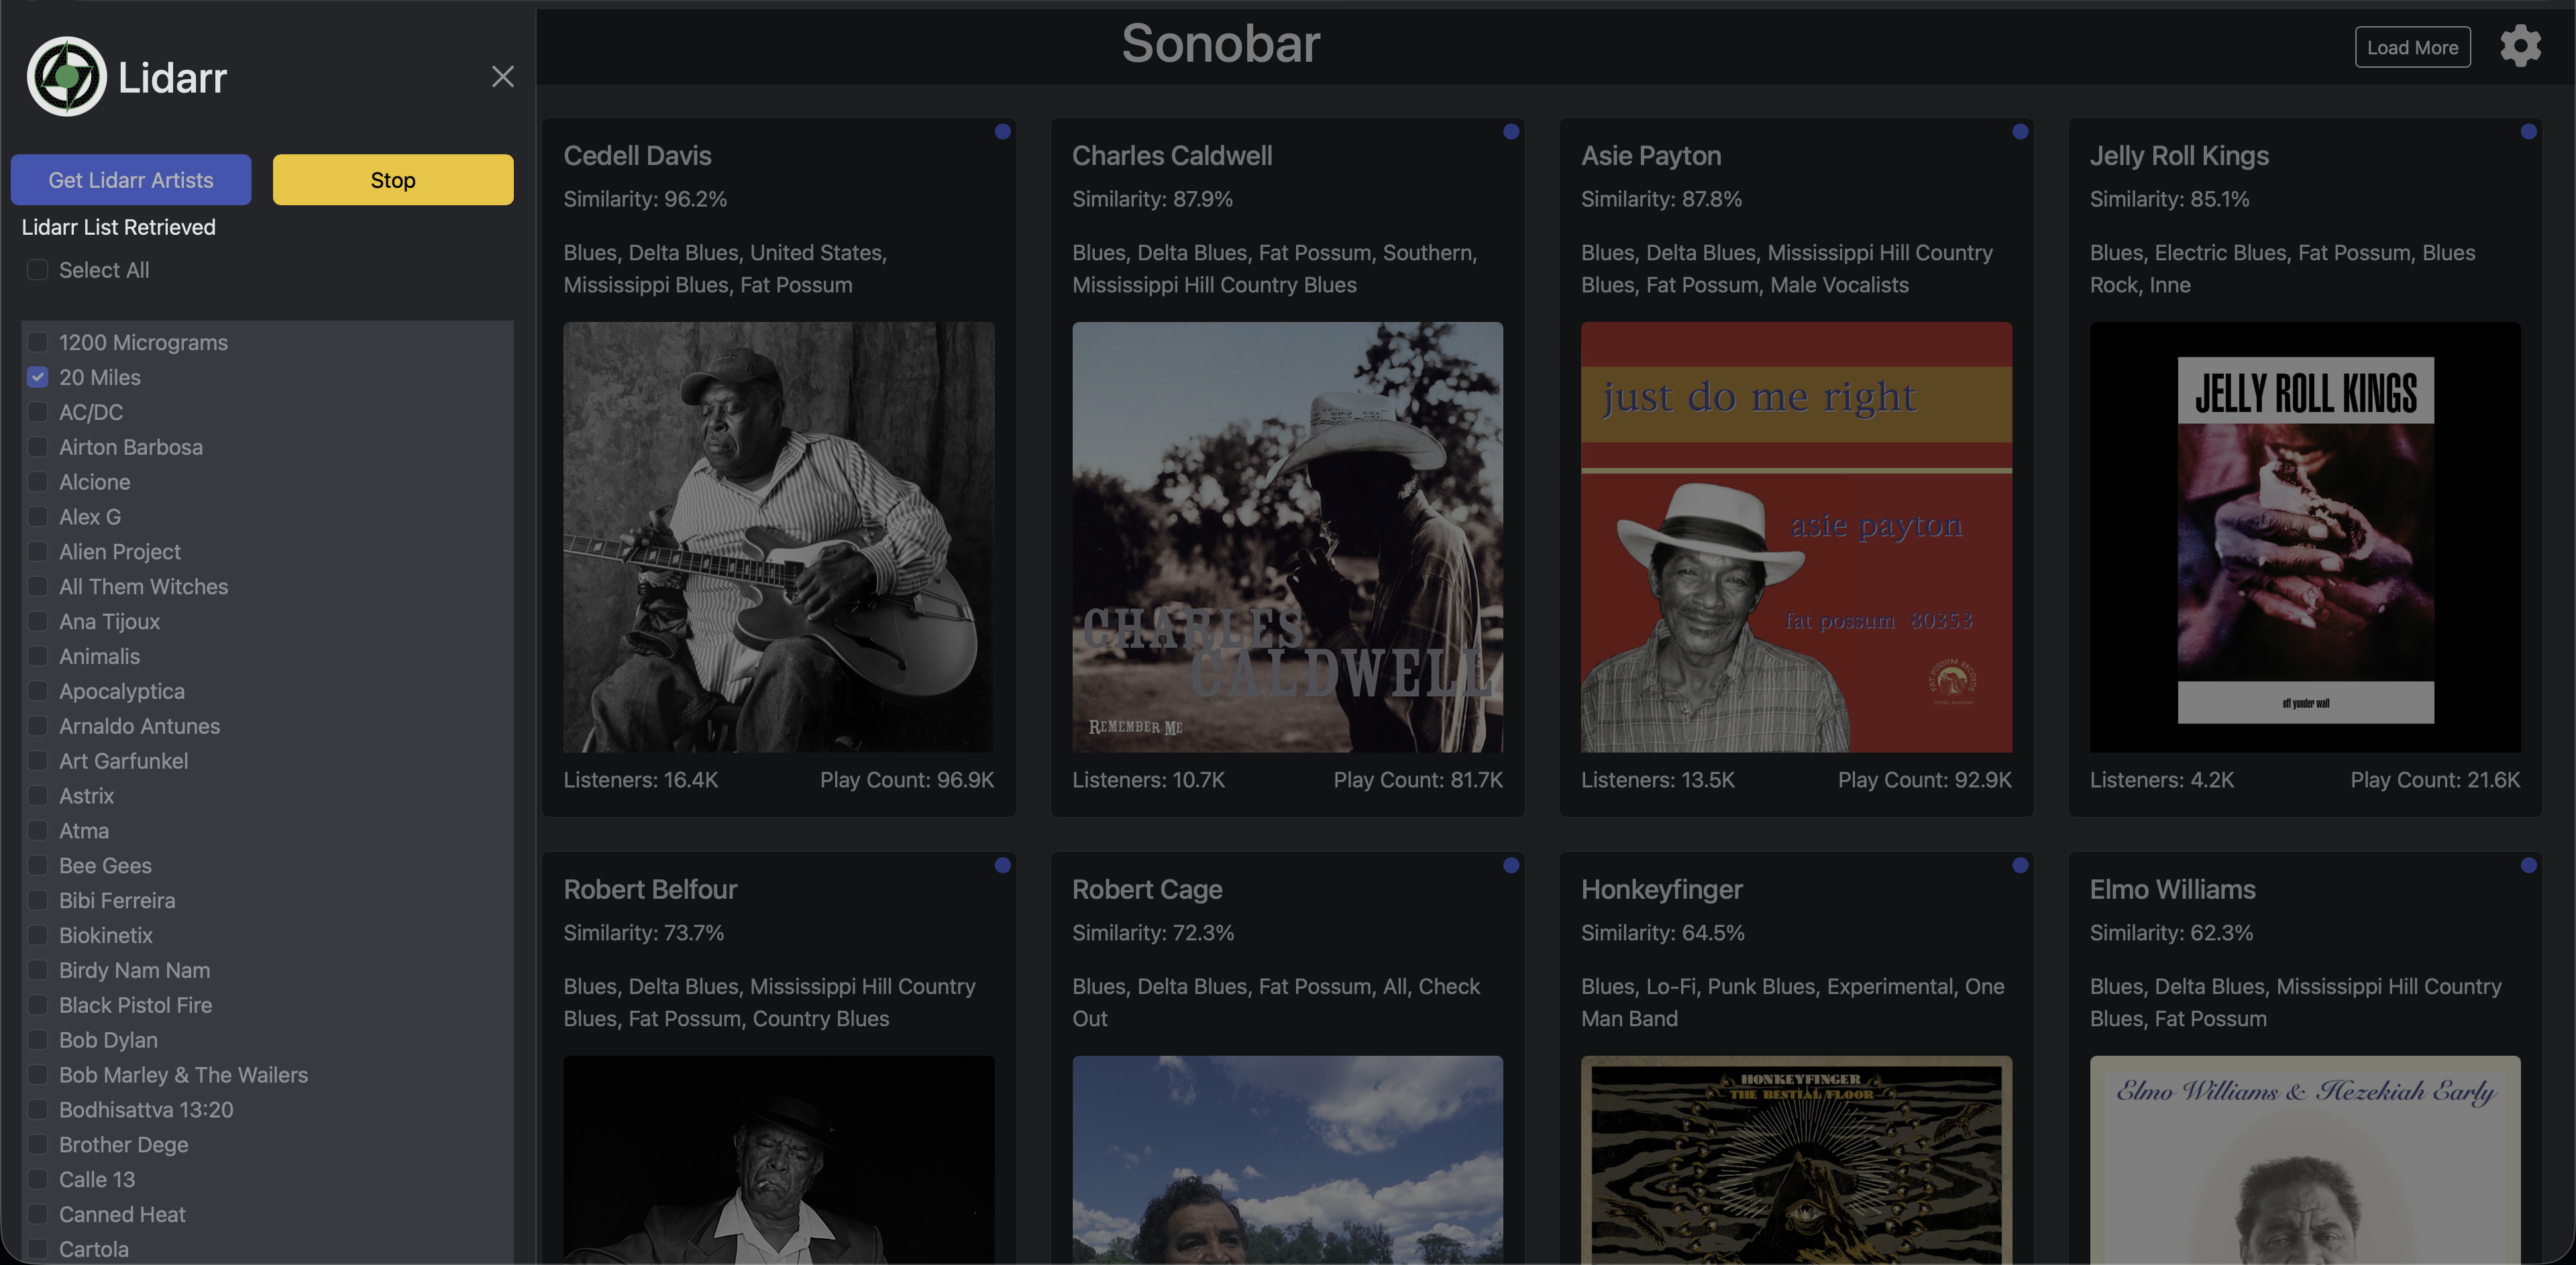 Lidarr
Get Lidarr Artists
Stop
Lidarr List Retrieved
Select All
1200 Micrograms
20 Miles
AC/DC
Airton Barbosa
Alcione
Alex G
Alien Project
All Them Witches
Ana Tijoux
Animalis
Apocalyptica
Arnaldo Antunes
Art Garfunkel
Astrix
Atma
Bee Gees
Bibi Ferreira
Biokinetix
Birdy Nam Nam
Black Pistol Fire
Bob Dylan
Bob Marley & The Wailers
Bodhisattva 13:20
Brother Dege
Calle 13
Canned Heat
Cartola
Sonobar
Load More
Cedell Davis
Similarity: 96.2%
Blues, Delta Blues, United States,
Mississippi Blues, Fat Possum
Listeners: 16.4K
Play Count: 96.9K
Charles Caldwell
Similarity: 87.9%
Blues, Delta Blues, Fat Possum, Southern,
Mississippi Hill Country Blues
CHARLES
CALDWELL
REMEMBER ME
Listeners: 10.7K
Play Count: 81.7K
Asie Payton
Similarity: 87.8%
Blues, Delta Blues, Mississippi Hill Country
Blues, Fat Possum, Male Vocalists
just do me right
asie payton
fat possum 80353
Listeners: 13.5K
Play Count: 92.9K
Jelly Roll Kings
Similarity: 85.1%
Blues, Electric Blues, Fat Possum, Blues
Rock, Inne
JELLY ROLL KINGS
off yonder wall
Listeners: 4.2K
Play Count: 21.6K
Robert Belfour
Similarity: 73.7%
Blues, Delta Blues, Mississippi Hill Country
Blues, Fat Possum, Country Blues
Robert Cage
Similarity: 72.3%
Blues, Delta Blues, Fat Possum, All, Check
Out
Honkeyfinger
Similarity: 64.5%
Blues, Lo-Fi, Punk Blues, Experimental, One
Man Band
HONKEYFINGER
THE BESTIAL FLOOR
Elmo Williams
Similarity: 62.3%
Blues, Delta Blues, Mississippi Hill Country
Blues, Fat Possum
Elmo Williams & Hezekiah Early